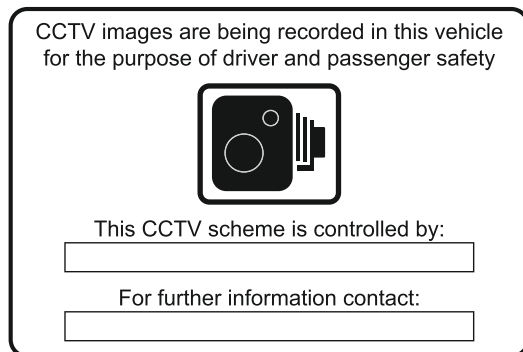 CCTV images are being recorded in this vehicle
for the purpose of driver and passenger safety
This CCTV scheme is controlled by:
For further information contact: